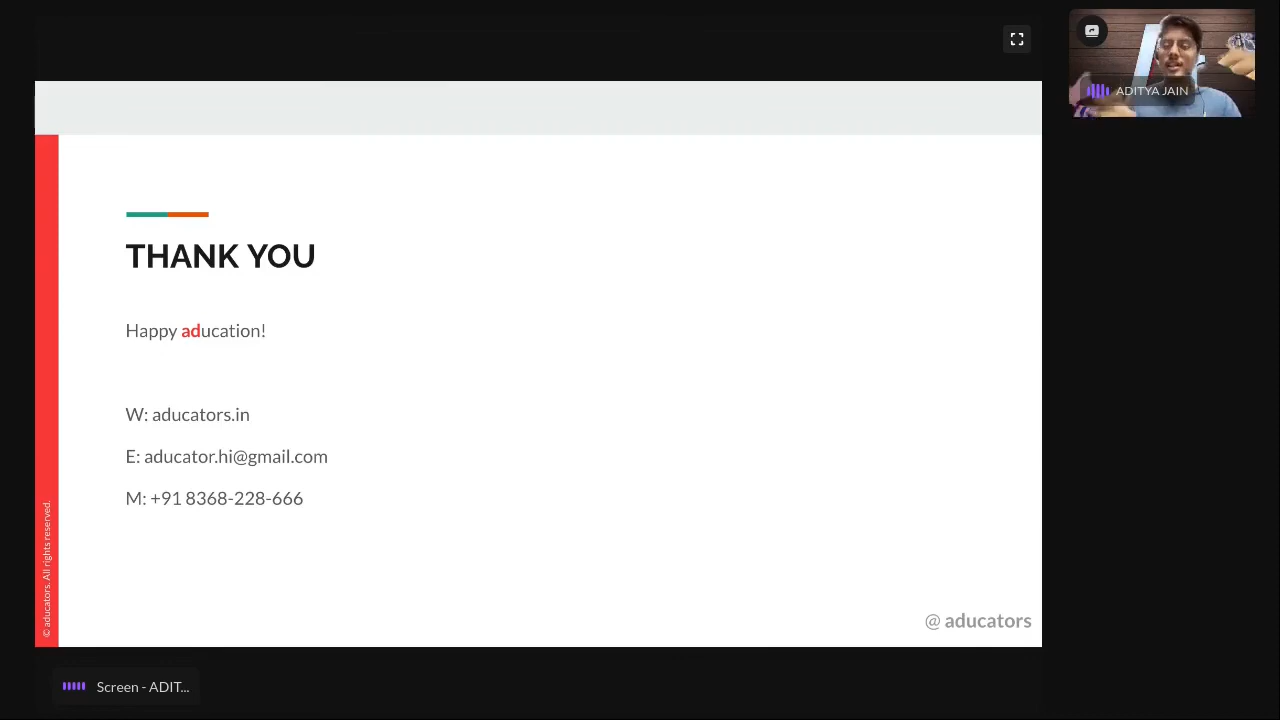 ADITYA JAIN
THANK YOU
Happy aducation!
W: aducators.in
E: aducator.hi@gmail.com
M: +91 8368-228-666
© aducators. All rights reserved.
@ aducators
Screen - ADIT...